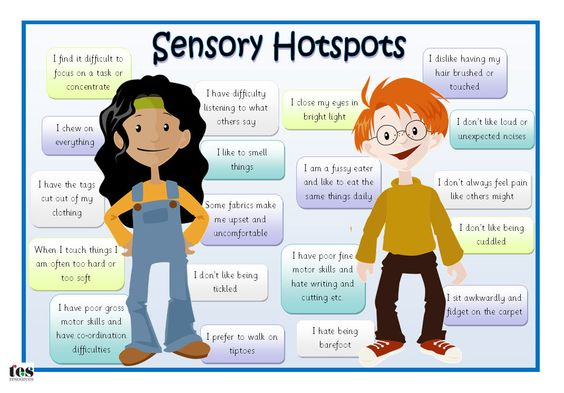 Sensory Hotspots
I find it difficult to
focus on a task or
concentrate
I chew on
everything
I have the tags
cut out of my
clothing
When I touch things I
am often too hard or
too soft
I have poor gross
motor skills and
have co-ordination
difficulties
I have difficulty
listening to what
others say
I like to smell
things
Some fabrics make
me upset and
uncomfortable
I don't like being
tickled
I prefer to walk on
tiptoes
I close my eyes in
bright light
I am a fussy eater
and like to eat the
same things daily
I have poor fine
motor skills and
hate writing and
cutting etc
I hate being
barefoot
I dislike having my
hair brushed or
touched
I don't like loud or
unexpected noises
I don't always feel pain
like others might
I don't like being
cuddled
I sit awkwardly and
fidget on the carpet
tes
resources